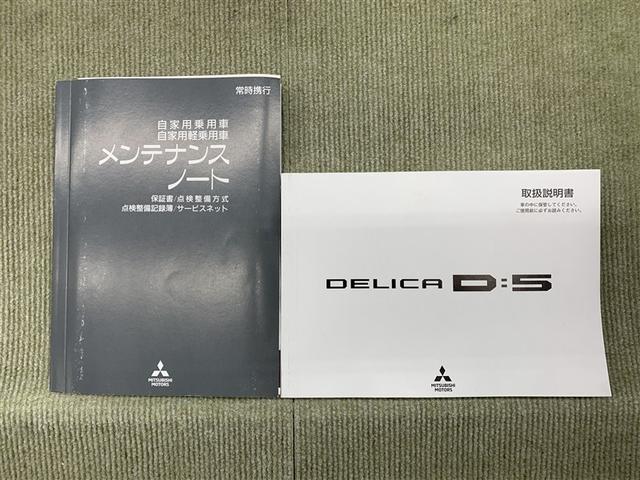 常時携行
自家用乗用車
自家用軽乗用車
メンテナンス
ノート
保証書/点検整備方式
点検整備記録簿/サービスネット
MITSUBISHI
MOTORS
取扱説明書
車の中に保管してください。
ご使用前に必ずお読みください。
DELICA D:5
MITSUBISHI
MOTORS